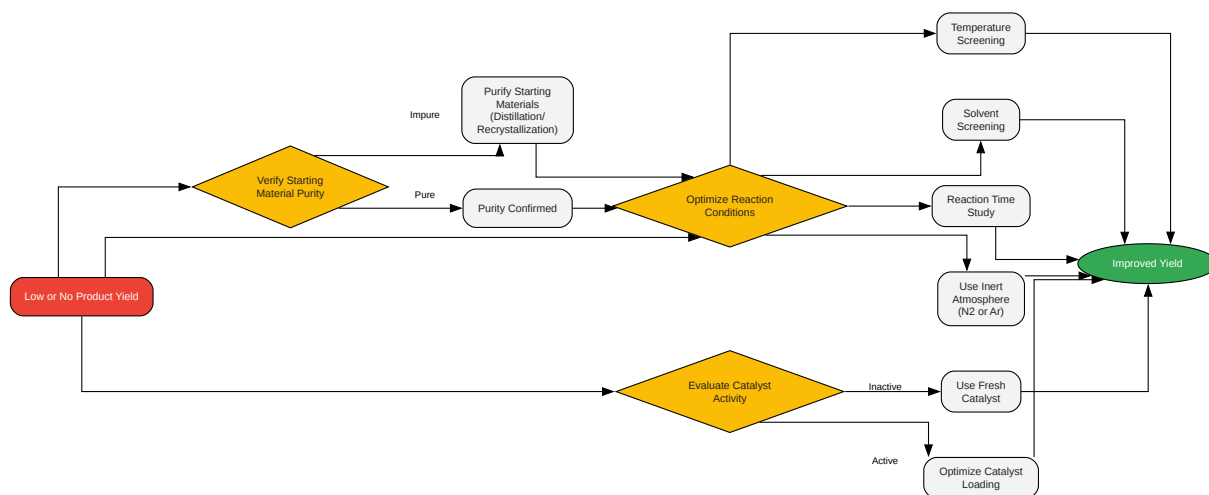 Temperature
Screening
Purify Starting
Materials
(Distillation/
Recrystallization)
Impure
Solvent
Screening
Verify Starting
Material Purity
Pure
Purity Confirmed
Optimize Reaction
Conditions
Reaction Time
Study
Improved Yield
Low or No Product Yield
Use Inert
Atmosphere
(N2 or Ar)
Evaluate Catalyst
Activity
Inactive
Use Fresh
Catalyst
Active
Optimize Catalyst
Loading